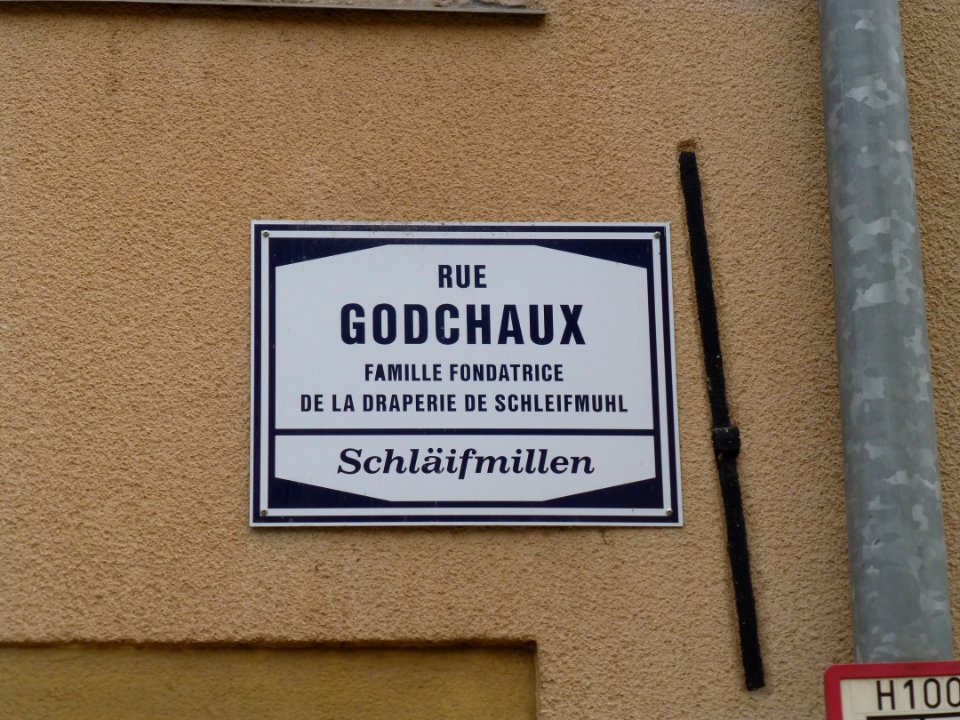 RUE
GODCHAUX
FAMILLE FONDATRICE
DE LA DRAPERIE DE SCHLEIFMUHL
Schläifmillen
H100